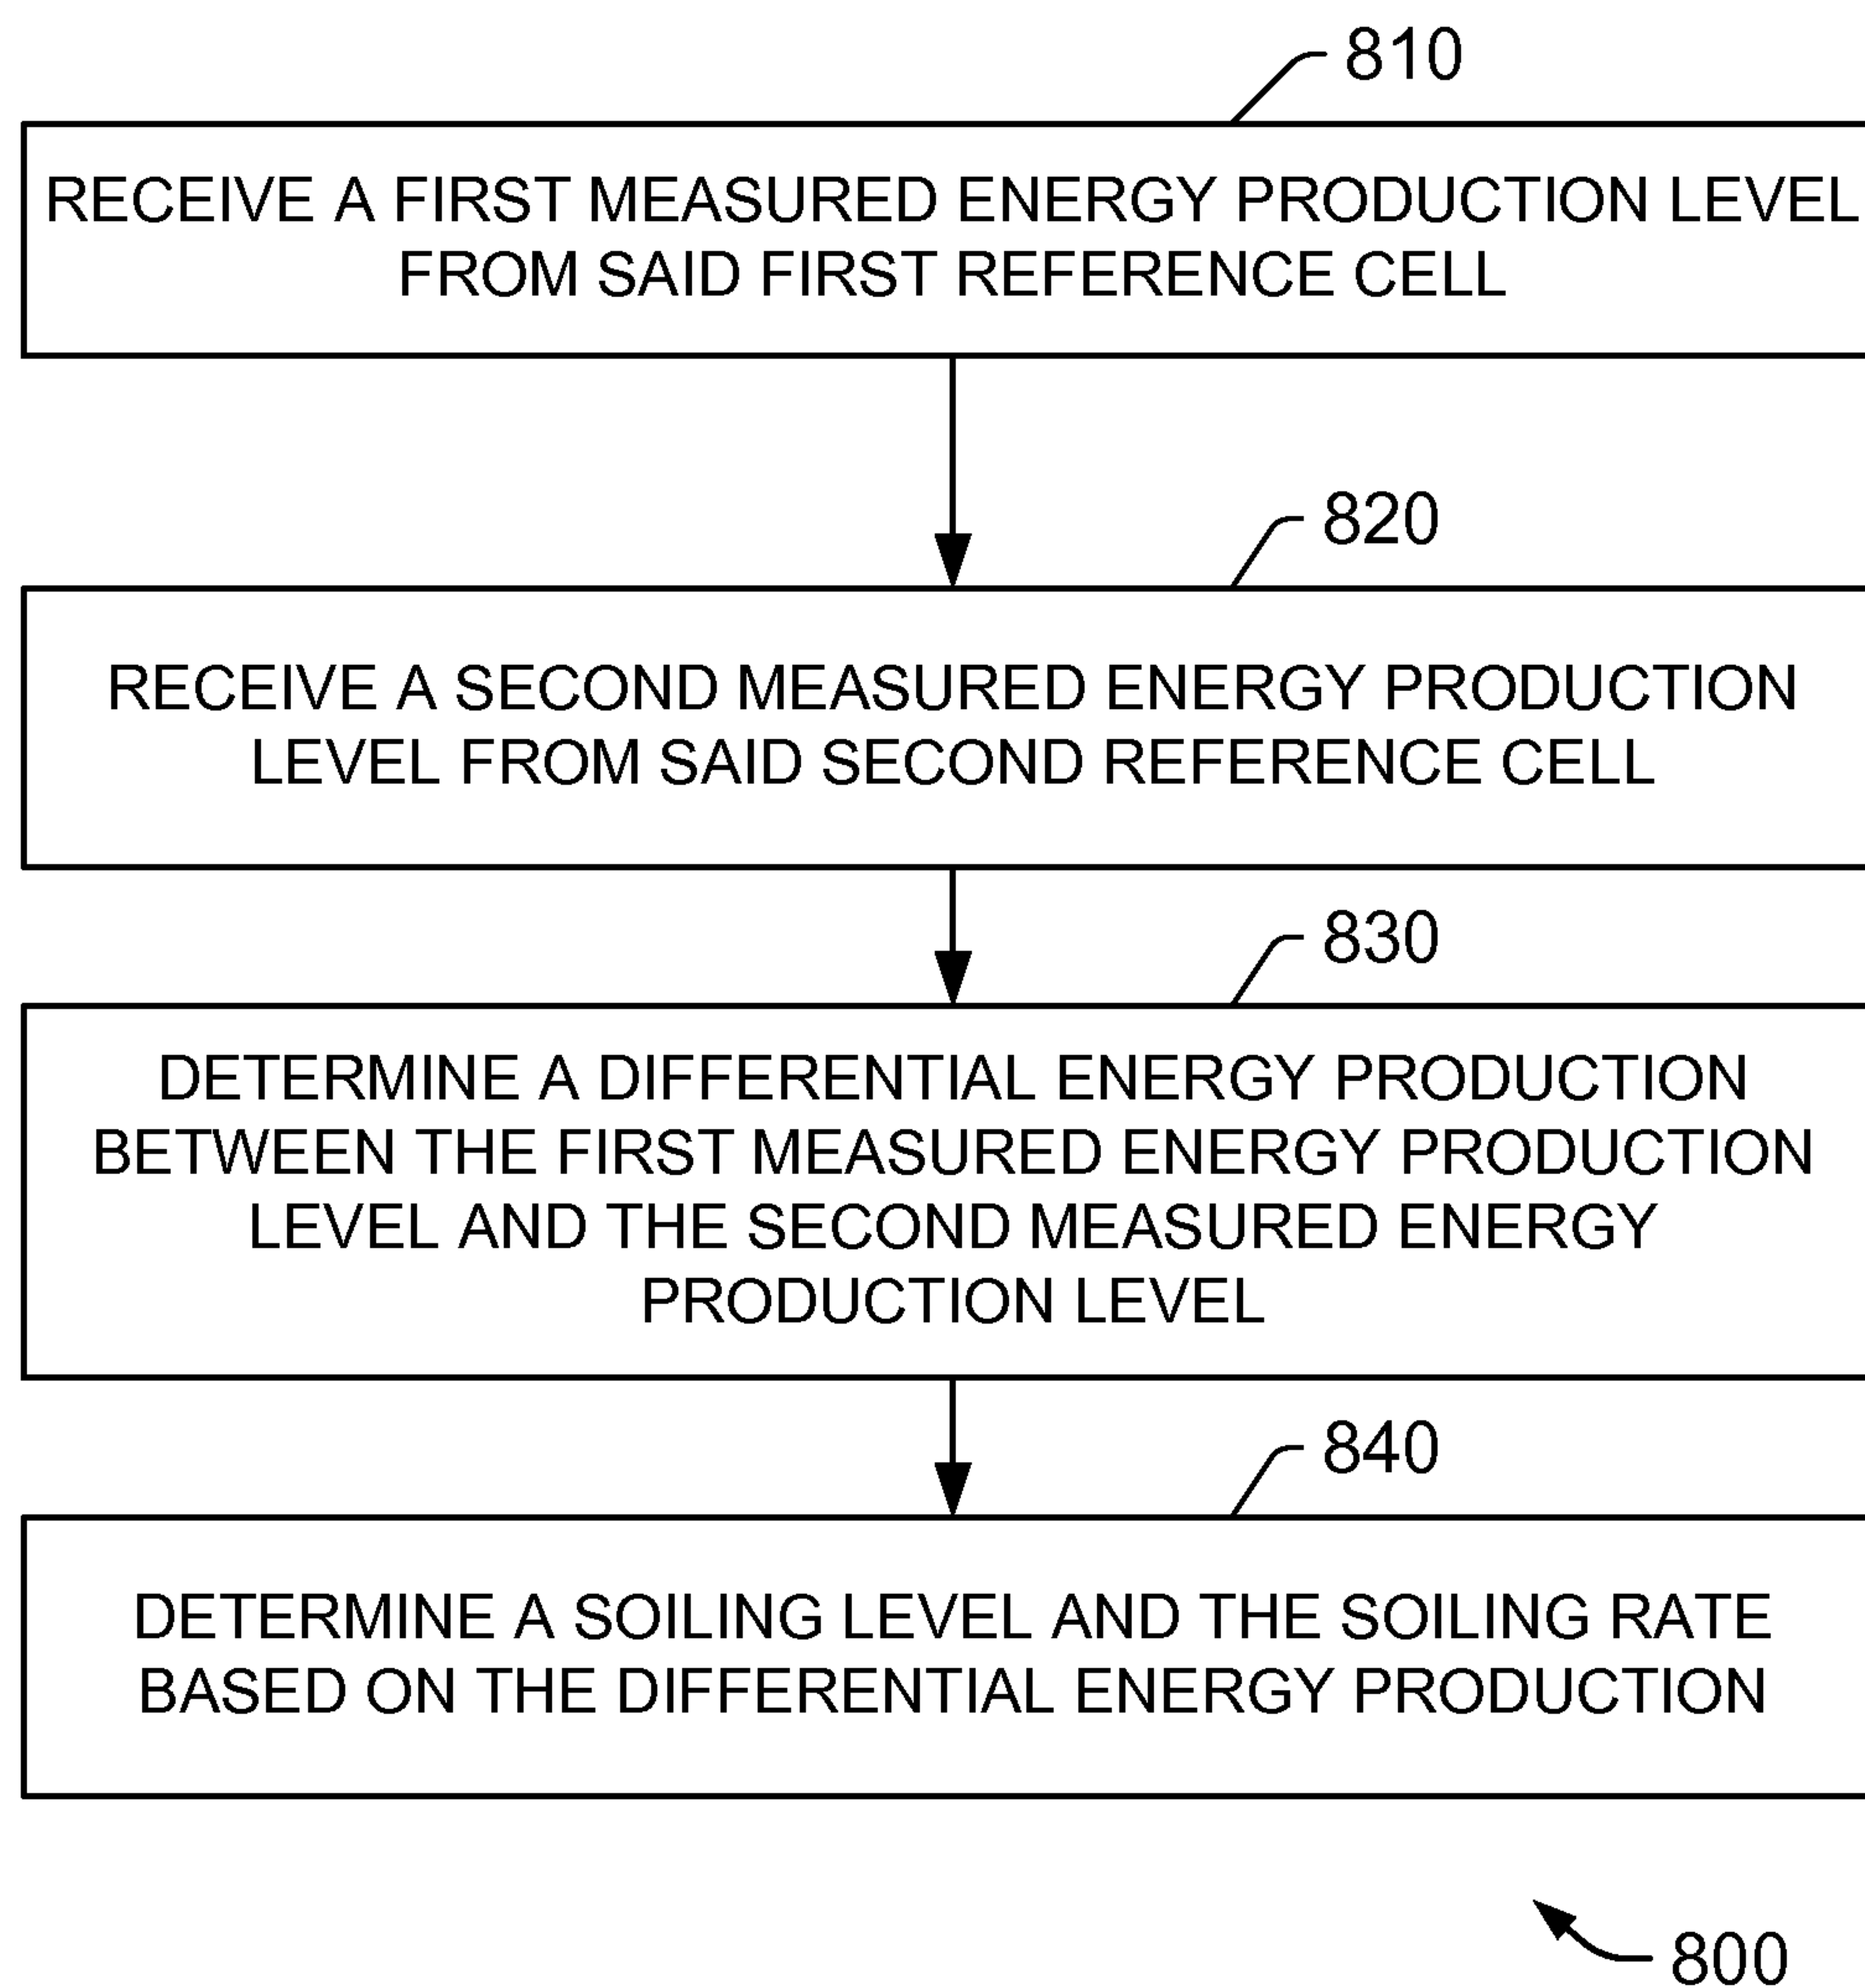 810
RECEIVE A FIRST MEASURED ENERGY PRODUCTION LEVEL
FROM SAID FIRST REFERENCE CELL
820
RECEIVE A SECOND MEASURED ENERGY PRODUCTION
LEVEL FROM SAID SECOND REFERENCE CELL
830
DETERMINE A DIFFERENTIAL ENERGY PRODUCTION
BETWEEN THE FIRST MEASURED ENERGY PRODUCTION
LEVEL AND THE SECOND MEASURED ENERGY
PRODUCTION LEVEL
840
DETERMINE A SOILING LEVEL AND THE SOILING RATE
BASED ON THE DIFFERENTIAL ENERGY PRODUCTION
800